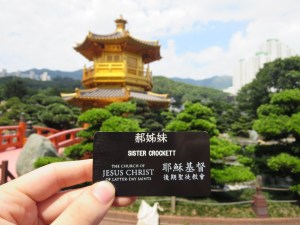 郝姊妹
SISTER CROCKETT
THE CHURCH OF
JESUS CHRIST
OF LATTER-DAY SAINTS
耶穌基督
後期聖徒教會